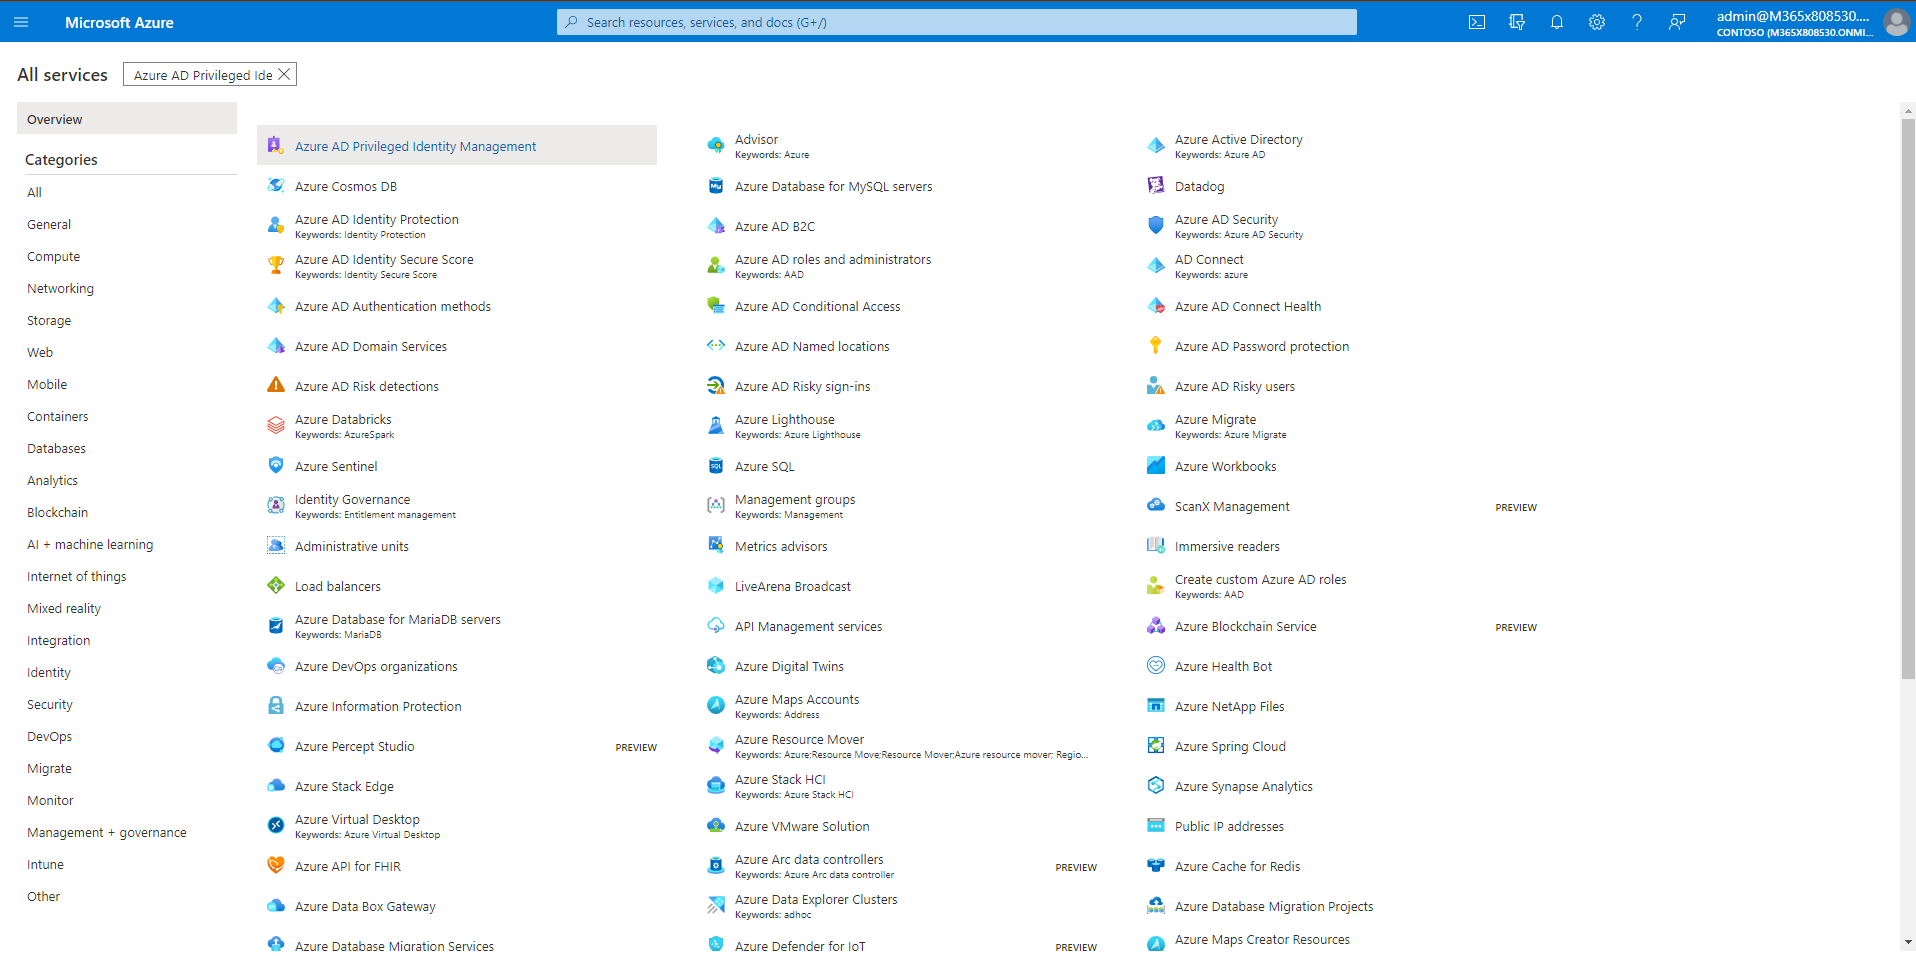 Microsoft Azure
Search resources, services, and docs (G+/)
admin@M365x808530....
CONTOSO (M365X808530.ONMI...
All services
Azure AD Privileged Ide
Overview
Categories
All
General
Compute
Networking
Storage
Web
Mobile
Containers
Databases
Analytics
Blockchain
AI + machine learning
Internet of things
Mixed reality
Integration
Identity
Security
DevOps
Migrate
Monitor
Management + governance
Intune
Other
Azure AD Privileged Identity Management
Advisor
Keywords: Azure
Azure Active Directory
Keywords: Azure AD
Azure Cosmos DB
Azure Database for MySQL servers
Datadog
Azure AD Identity Protection
Keywords: Identity Protection
Azure AD B2C
Azure AD Security
Keywords: Azure AD Security
Azure AD Identity Secure Score
Keywords: Identity Secure Score
Azure AD roles and administrators
Keywords: AAD
AD Connect
Keywords: azure
Azure AD Authentication methods
Azure AD Conditional Access
Azure AD Connect Health
Azure AD Domain Services
Azure AD Named locations
Azure AD Password protection
Azure AD Risk detections
Azure AD Risky sign-ins
Azure AD Risky users
Azure Databricks
Keywords: AzureSpark
Azure Lighthouse
Keywords: Azure Lighthouse
Azure Migrate
Keywords: Azure Migrate
Azure Sentinel
Azure SQL
Azure Workbooks
Identity Governance
Keywords: Entitlement management
Management groups
Keywords: Management
ScanX Management PREVIEW
Administrative units
Metrics advisors
Immersive readers
Load balancers
LiveArena Broadcast
Create custom Azure AD roles
Keywords: AAD
Azure Database for MariaDB servers
Keywords: MariaDB
API Management services
Azure Blockchain Service PREVIEW
Azure DevOps organizations
Azure Digital Twins
Azure Health Bot
Azure Information Protection
Azure Maps Accounts
Keywords: Address
Azure NetApp Files
Azure Percept Studio PREVIEW
Azure Resource Mover
Keywords: Azure;Resource Move;Resource Mover;Azure resource mover; Regio...
Azure Spring Cloud
Azure Stack Edge
Azure Stack HCI
Keywords: Azure Stack HCI
Azure Synapse Analytics
Azure Virtual Desktop
Keywords: Azure Virtual Desktop
Azure VMware Solution
Public IP addresses
Azure API for FHIR
Azure Arc data controllers PREVIEW
Keywords: Azure Arc data controller
Azure Cache for Redis
Azure Data Box Gateway
Azure Data Explorer Clusters
Keywords: adhoc
Azure Database Migration Projects
Azure Database Migration Services
Azure Defender for IoT PREVIEW
Azure Maps Creator Resources